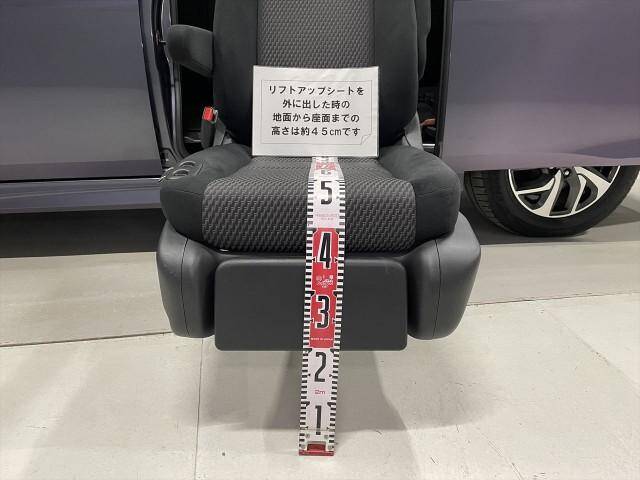 リフトアップシートを
外に出した時の
地面から座面までの
高さは約45cmです
6
5
4
3
2
2m
1